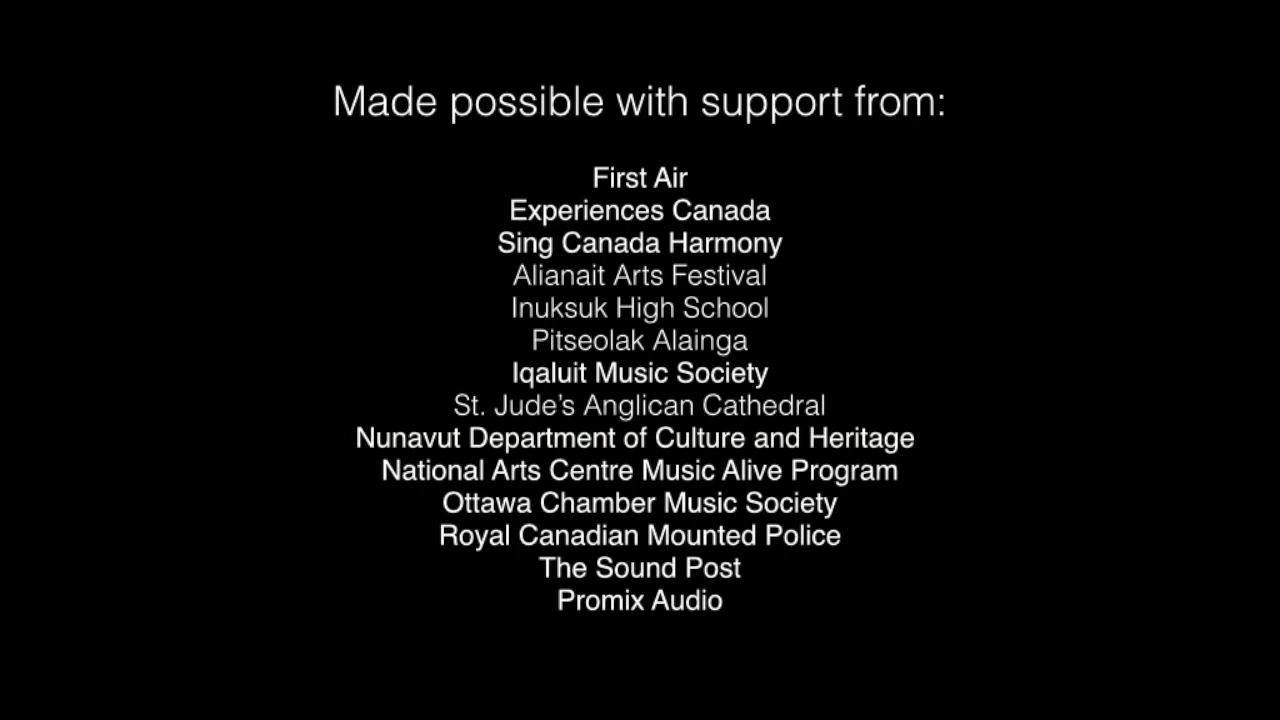 Made possible with support from:
First Air
Experiences Canada
Sing Canada Harmony
Alianait Arts Festival
Inuksuk High School
Pitseolak Alainga
Iqaluit Music Society
St. Jude's Anglican Cathedral
Nunavut Department of Culture and Heritage
National Arts Centre Music Alive Program
Ottawa Chamber Music Society
Royal Canadian Mounted Police
The Sound Post
Promix Audio